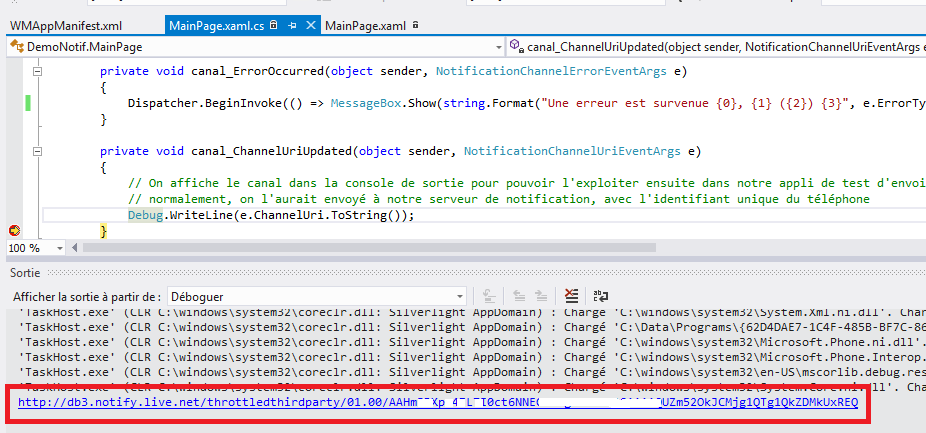 WMAppManifest.xml MainPage.xaml.cs MainPage.xaml
DemoNotif.MainPage canal_ChannelUriUpdated(object sender, NotificationChannelUriEventArgs e
private void canal_ErrorOccurred(object sender, NotificationChannelErrorEventArgs e)
{
Dispatcher.BeginInvoke(() => MessageBox.Show(string.Format("Une erreur est survenue {0}, {1} ({2}) {3}", e.ErrorTy
}
private void canal_ChannelUriUpdated(object sender, NotificationChannelUriEventArgs e)
{
// On affiche le canal dans la console de sortie pour pouvoir l'exploiter ensuite dans notre appli de test d'envoi
// normalement, on l'aurait envoyé à notre serveur de notification, avec l'identifiant unique du téléphone
Debug.WriteLine(e.ChannelUri.ToString());
}
100 %
Sortie
Afficher la sortie à partir de : Déboguer
'TaskHost.exe' (CLR C:\windows\system32\coreclr.dll: Silverlight AppDomain) : Chargé 'C:\windows\system32\System.Xml.ni.dll'. C
'TaskHost.exe' (CLR C:\windows\system32\coreclr.dll: Silverlight AppDomain) : Chargé 'C:\Data\Programs\{62D4DAE7-1C4F-485B-BF7C-86
'TaskHost.exe' (CLR C:\windows\system32\coreclr.dll: Silverlight AppDomain) : Chargé 'C:\windows\system32\Microsoft.Phone.ni.dll'.
'TaskHost.exe' (CLR C:\windows\system32\coreclr.dll: Silverlight AppDomain) : Chargé 'C:\windows\system32\Microsoft.Phone.Interop.
'TaskHost.exe' (CLR C:\windows\system32\coreclr.dll: Silverlight AppDomain) : Chargé 'C:\windows\system32\en-US\mscorlib.debug.res
'TaskHost.exe' (CLR C:\windows\system32\coreclr.dll: Silverlight AppDomain) : Chargé 'C:\windows\system32\System.Core.ni.dll'. Char
http://db3.notify.live.net/throttledthirdparty/01.00/AAHm